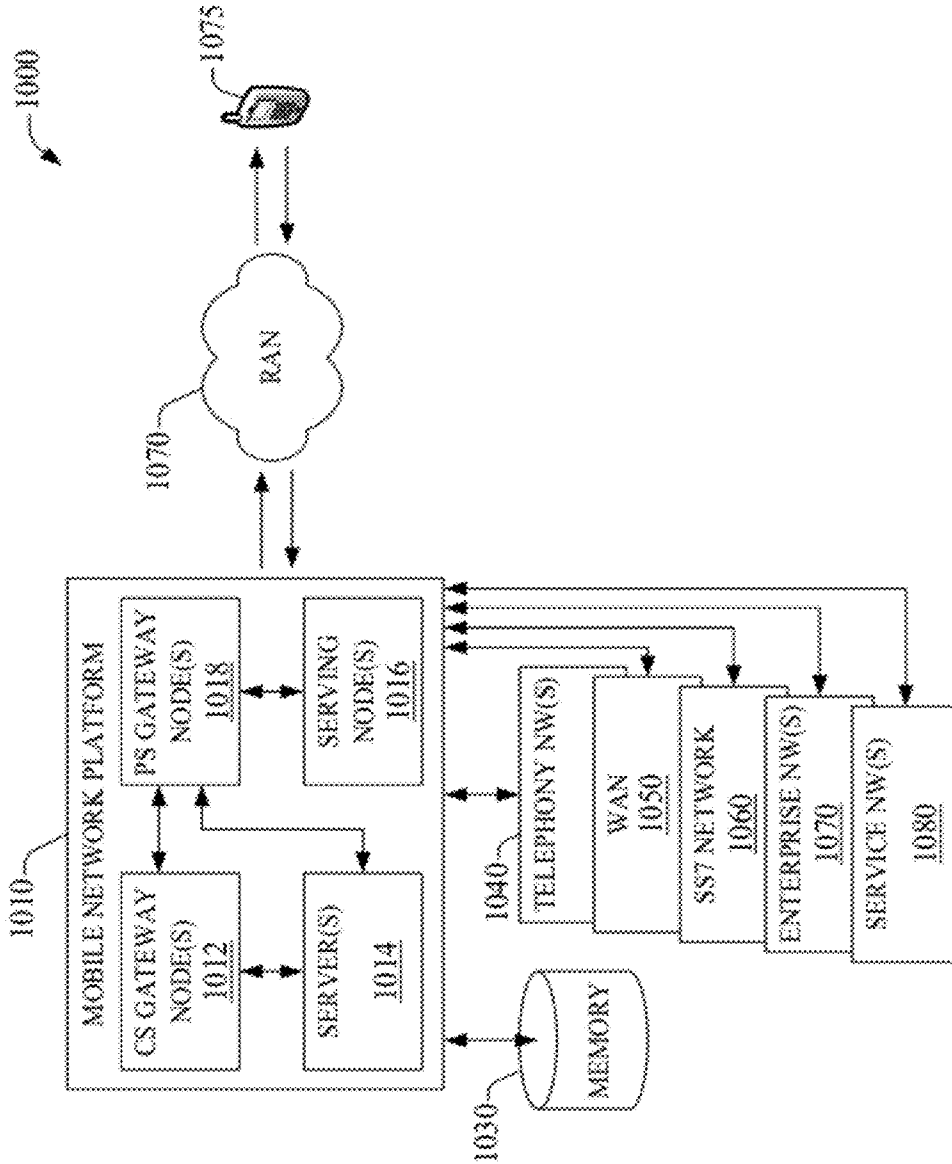 1000
1010
MOBILE NETWORK PLATFORM
CS GATEWAY
NODE(S)
1012
PS GATEWAY
NODE(S)
1018
SERVER(S)
1014
SERVING
NODE(S)
1016
1070
RAN
1075
1030
MEMORY
1040
TELEPHONY NW(S)
WAN
1050
SS7 NETWORK
1060
ENTERPRISE NW(S)
1070
SERVICE NW(S)
1080